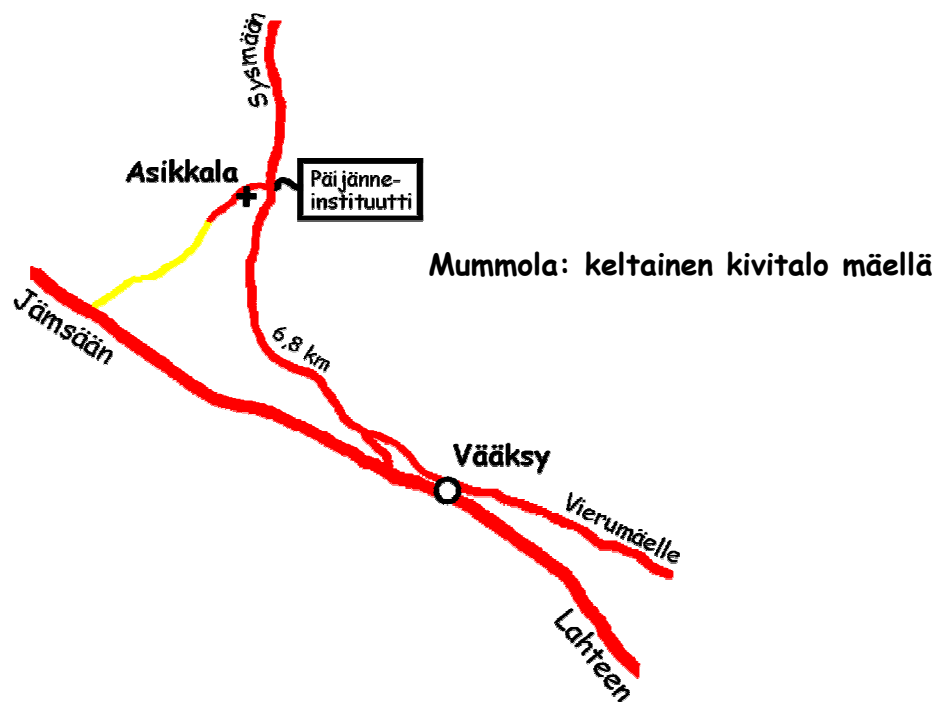 Sysmään
Asikkala
Päijänne-
instituutti
Mummola: keltainen kivitalo mäellä
Jämsään
6,8 km
Vääksy
Vierumäelle
Lahteen